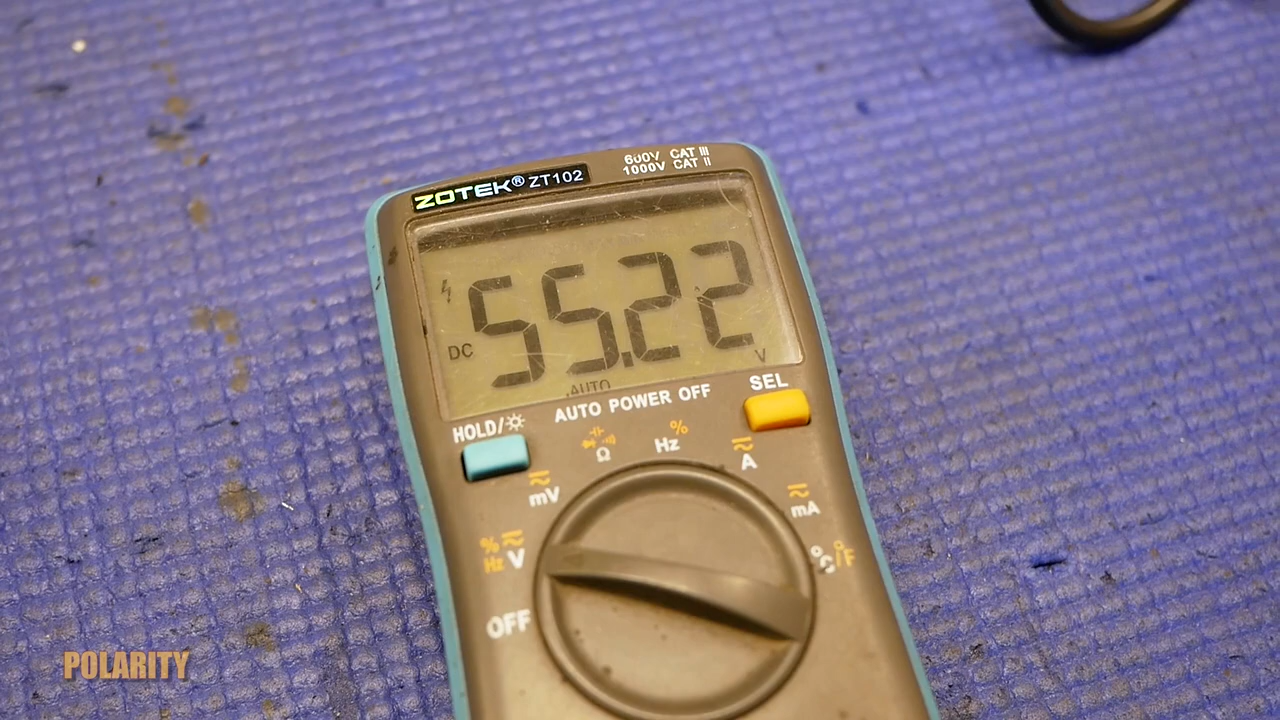 ZOTEK® ZT102
600V CAT III
1000V CAT II
55.22
DC
V
AUTO
HOLD/
AUTO POWER OFF
SEL
Ω
Hz %
A
mV
mA
% Hz V
°C °F
OFF
POLARITY